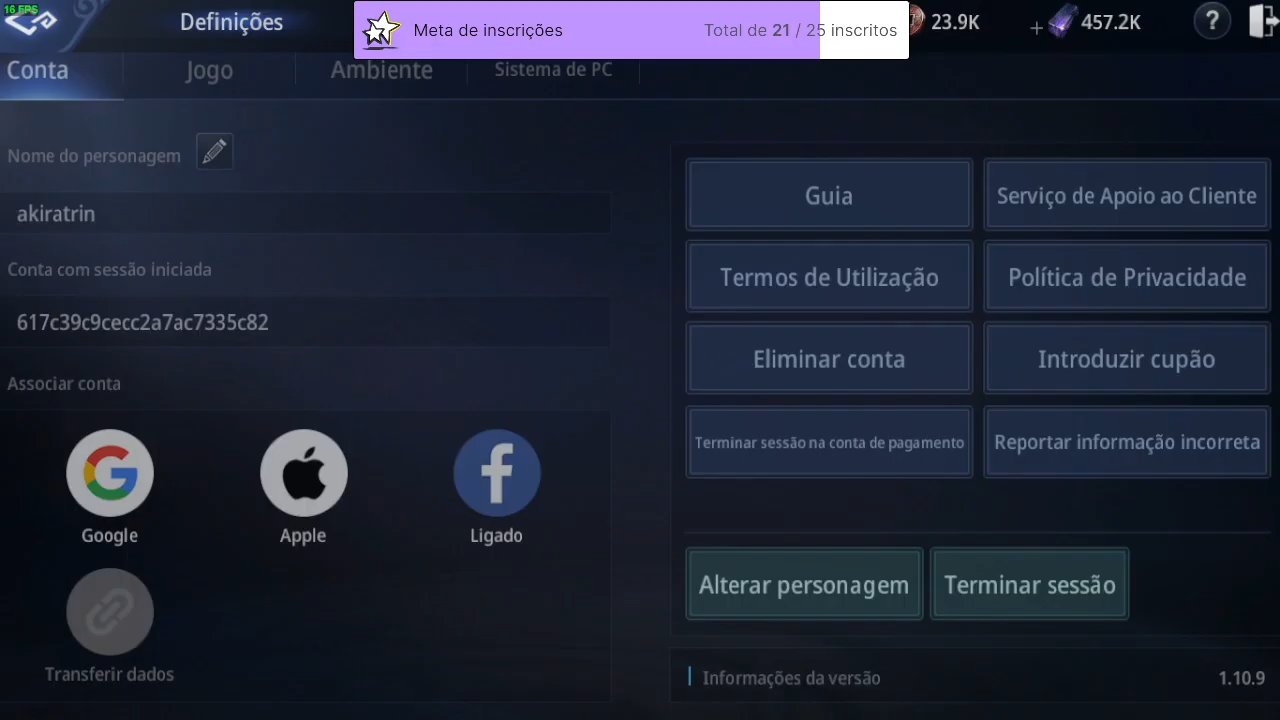 16 FPS
Definições
Meta de inscrições
Total de 21 / 25 inscritos
23.9K
457.2K
?
Conta
Jogo
Ambiente
Sistema de PC
Nome do personagem
akiratrin
Conta com sessão iniciada
617c39c9cecc2a7ac7335c82
Associar conta
Google
Apple
Ligado
Transferir dados
Guia
Serviço de Apoio ao Cliente
Termos de Utilização
Política de Privacidade
Eliminar conta
Introduzir cupão
Terminar sessão na conta de pagamento
Reportar informação incorreta
Alterar personagem
Terminar sessão
Informações da versão
1.10.9